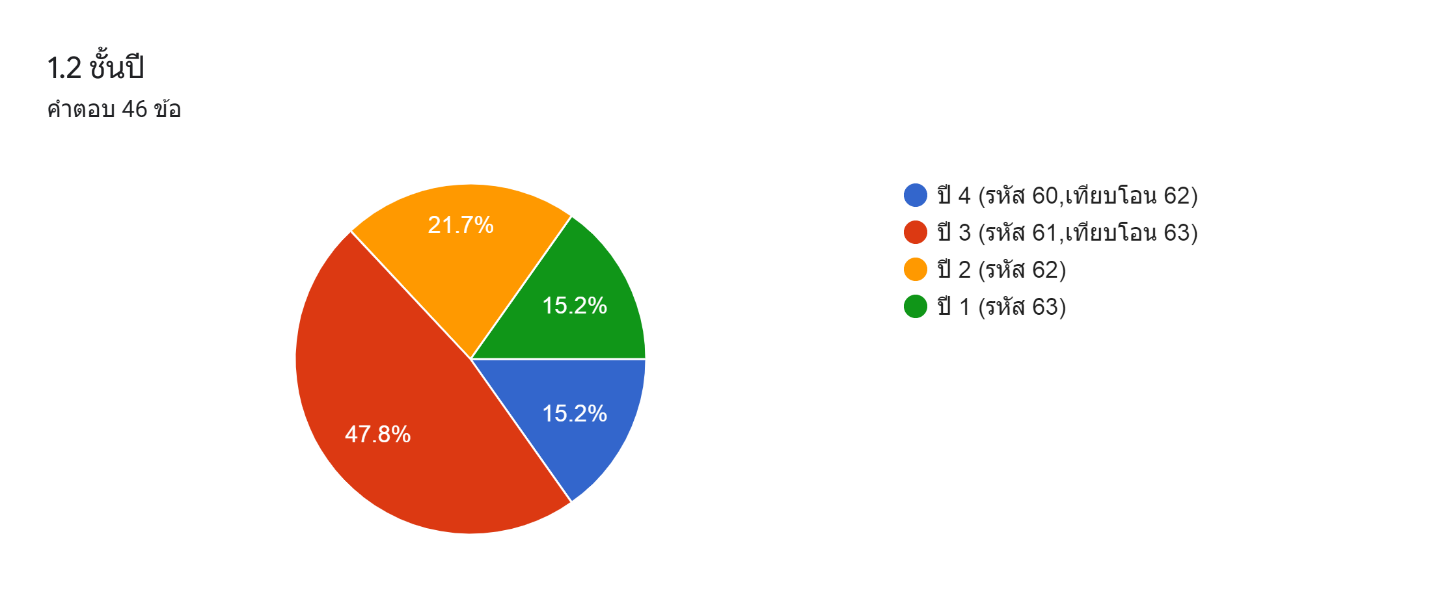 1.2 ชั้นปี
คำตอบ 46 ข้อ
21.7%
15.2%
15.2%
47.8%
ปี 4 (รหัส 60,เทียบโอน 62)
ปี 3 (รหัส 61,เทียบโอน 63)
ปี 2 (รหัส 62)
ปี 1 (รหัส 63)